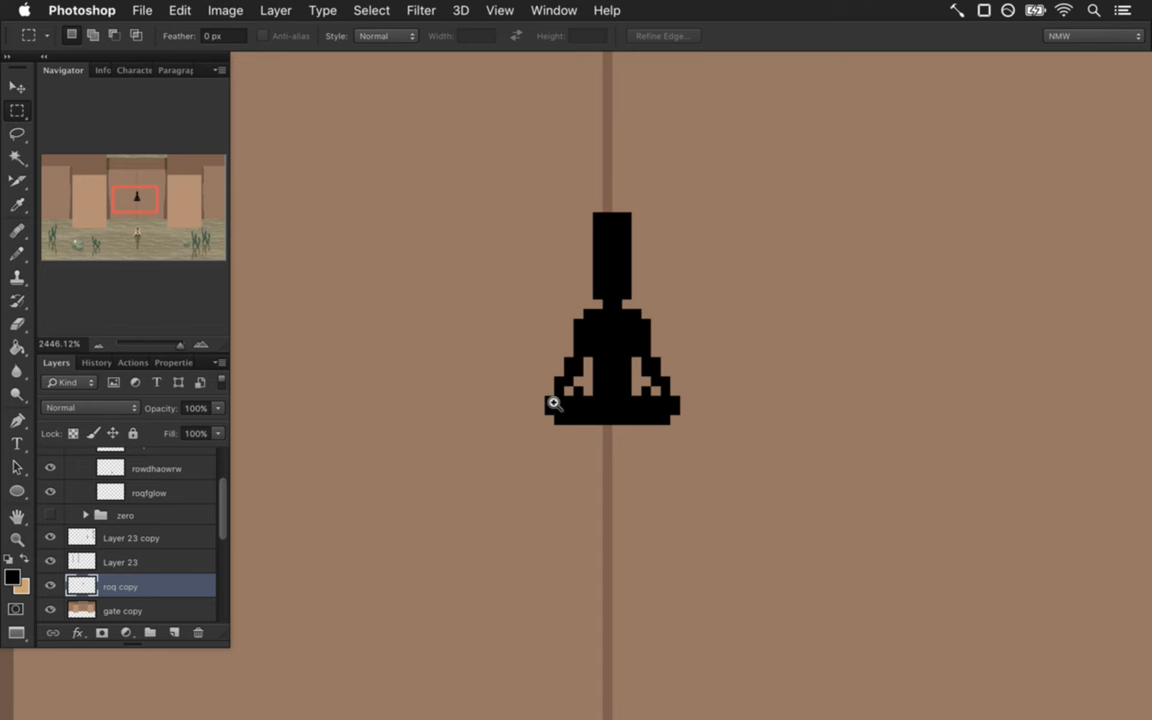 Photoshop File Edit Image Layer Type Select Filter 3D View Window Help
Feather: 0 px Anti-alias Style: Normal Width: Height: Refine Edge... NMW
Navigator Info Characte Paragrap
2446.12%
Layers History Actions Propertie
Kind
Normal Opacity: 100%
Lock: Fill: 100%
rowdhaowrw
roqfglow
zero
Layer 23 copy
Layer 23
roq copy
gate copy